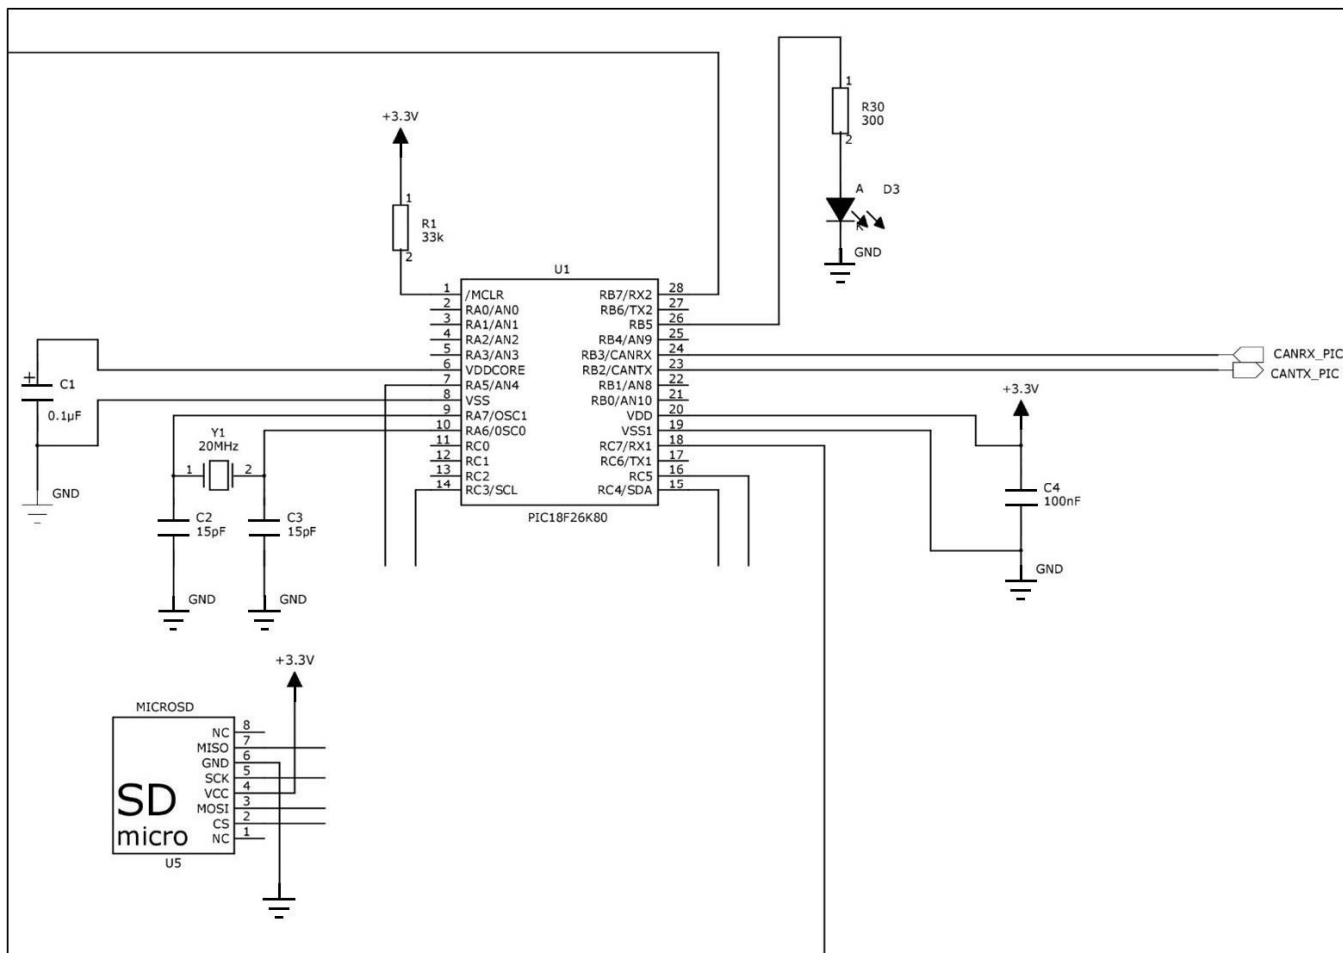 +3.3V
1
R1
33k
2
1
R30
300
2
A D3
K
GND
U1
1 /MCLR RB7/RX2 28
2 RA0/AN0 RB6/TX2 27
3 RA1/AN1 RB5 26
4 RA2/AN2 RB4/AN9 25
5 RA3/AN3 RB3/CANRX 24
6 VDDCORE RB2/CANTX 23
7 RA5/AN4 RB1/AN8 22
8 VSS RB0/AN10 21
9 RA7/OSC1 VDD 20
10 RA6/0SC0 VSS1 19
11 RC0 RC7/RX1 18
12 RC1 RC6/TX1 17
13 RC2 RC5 16
14 RC3/SCL RC4/SDA 15
PIC18F26K80
CANRX_PIC
CANTX_PIC
+
C1
0.1µF
GND
Y1
20MHz
1 2
C2
15pF
C3
15pF
GND
GND
+3.3V
C4
100nF
GND
+3.3V
MICROSD
NC 8
MISO 7
GND 6
SCK 5
VCC 4
MOSI 3
CS 2
NC 1
SD
micro
U5